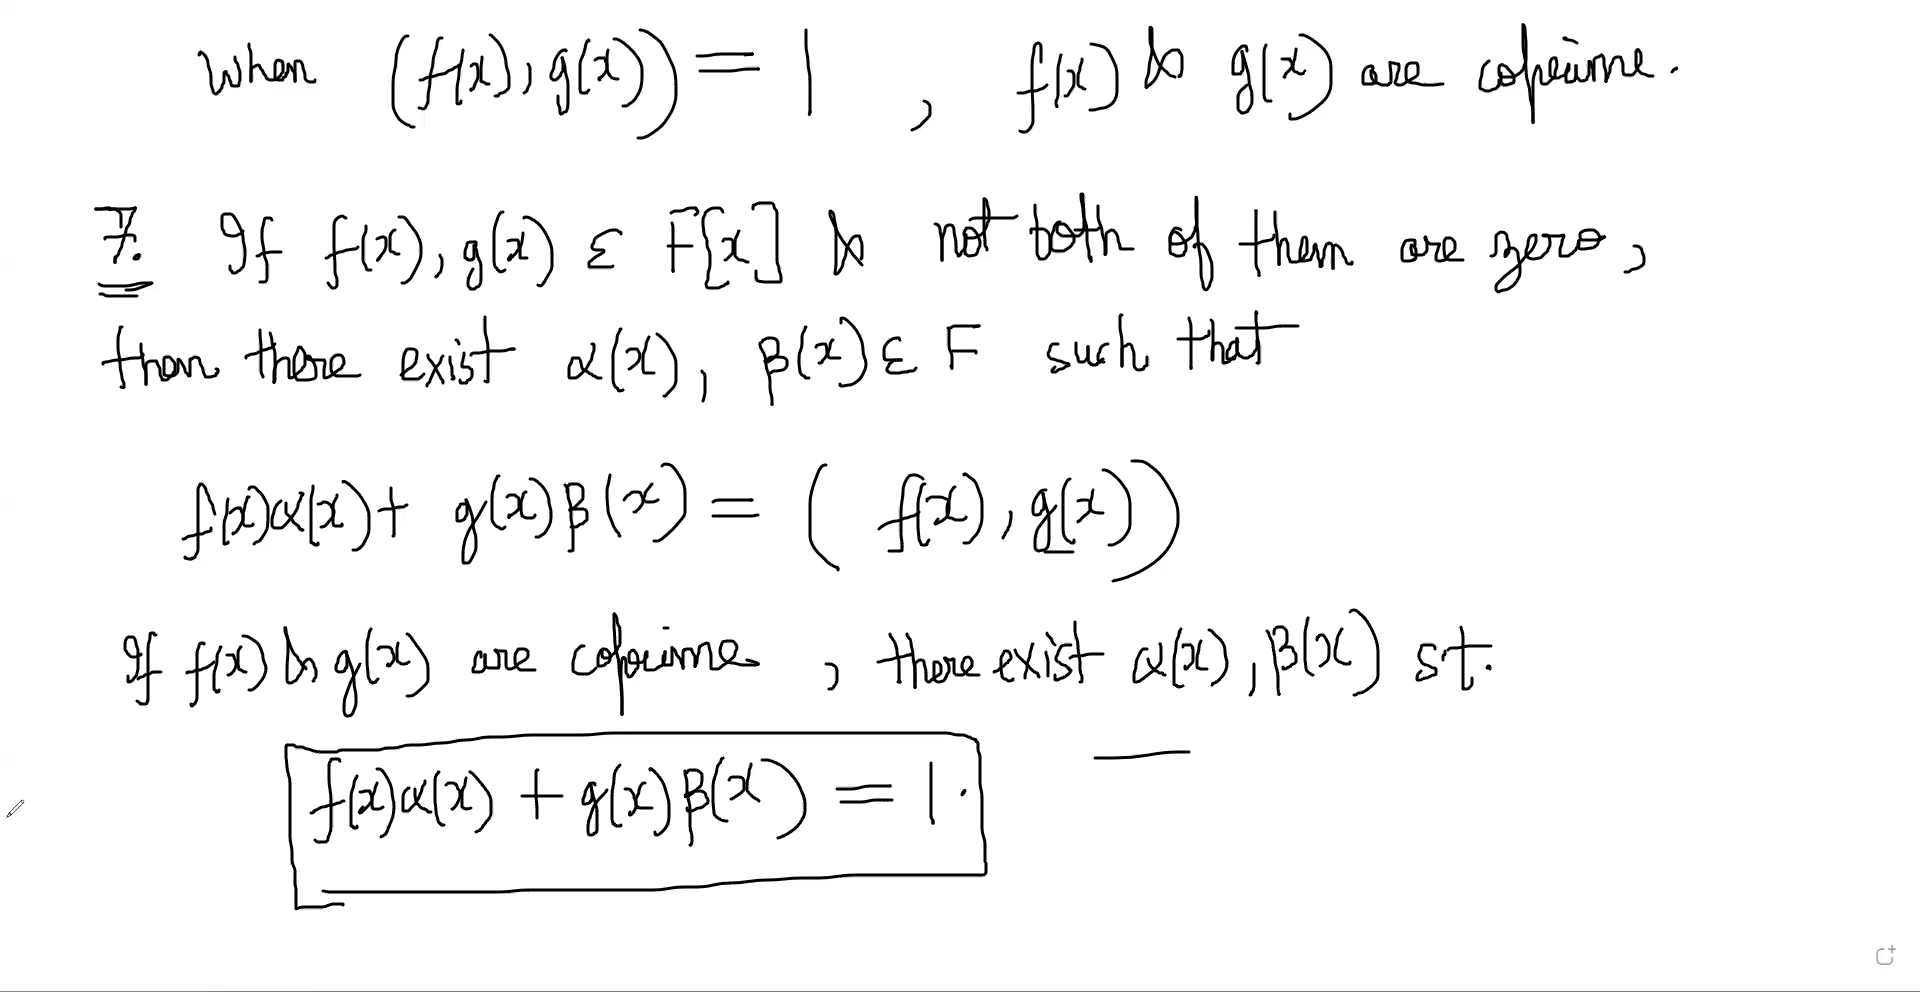 When (f(x), g(x)) = 1 , f(x) & g(x) are coprime.
7. If f(x), g(x) ε F[x] & not both of them are zero,
then there exist α(x), β(x) ε F such that
f(x)α(x) + g(x)β(x) = ( f(x), g(x))
If f(x) & g(x) are coprime , there exist α(x), β(x) s.t.
f(x)α(x) + g(x)β(x) = 1.